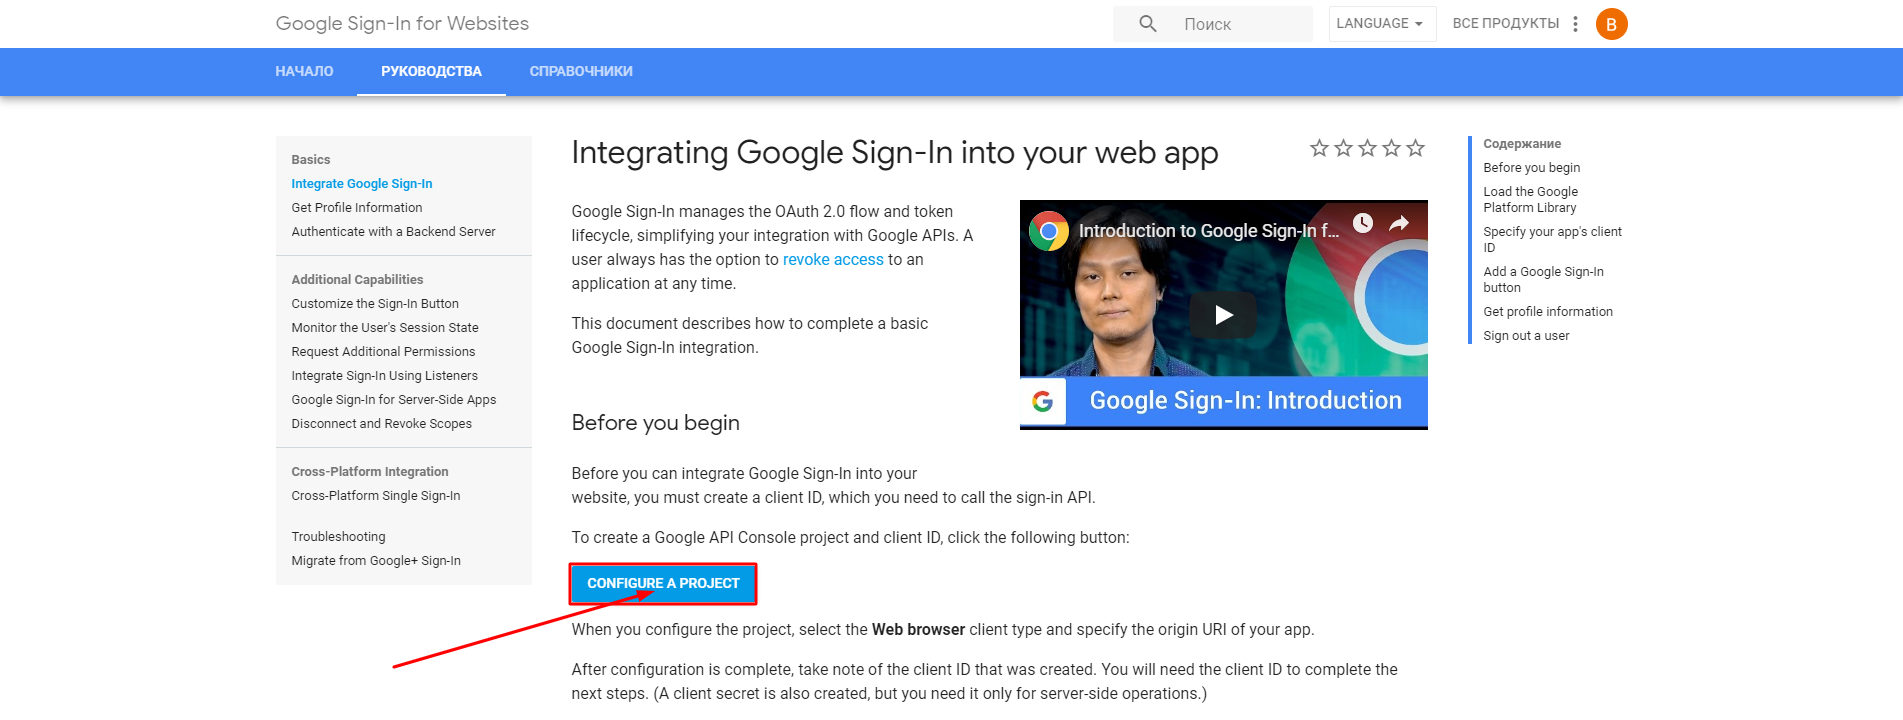 Google Sign-In for Websites
Поиск
LANGUAGE
ВСЕ ПРОДУКТЫ
B
НАЧАЛО
РУКОВОДСТВА
СПРАВОЧНИКИ
Basics
Integrate Google Sign-In
Get Profile Information
Authenticate with a Backend Server
Additional Capabilities
Customize the Sign-In Button
Monitor the User's Session State
Request Additional Permissions
Integrate Sign-In Using Listeners
Google Sign-In for Server-Side Apps
Disconnect and Revoke Scopes
Cross-Platform Integration
Cross-Platform Single Sign-In
Troubleshooting
Migrate from Google+ Sign-In
Integrating Google Sign-In into your web app
Google Sign-In manages the OAuth 2.0 flow and token
lifecycle, simplifying your integration with Google APIs. A
user always has the option to revoke access to an
application at any time.
This document describes how to complete a basic
Google Sign-In integration.
Introduction to Google Sign-In f...
G
Google Sign-In: Introduction
Before you begin
Before you can integrate Google Sign-In into your
website, you must create a client ID, which you need to call the sign-in API.
To create a Google API Console project and client ID, click the following button:
CONFIGURE A PROJECT
When you configure the project, select the Web browser client type and specify the origin URI of your app.
After configuration is complete, take note of the client ID that was created. You will need the client ID to complete the
next steps. (A client secret is also created, but you need it only for server-side operations.)
Содержание
Before you begin
Load the Google
Platform Library
Specify your app's client
ID
Add a Google Sign-In
button
Get profile information
Sign out a user